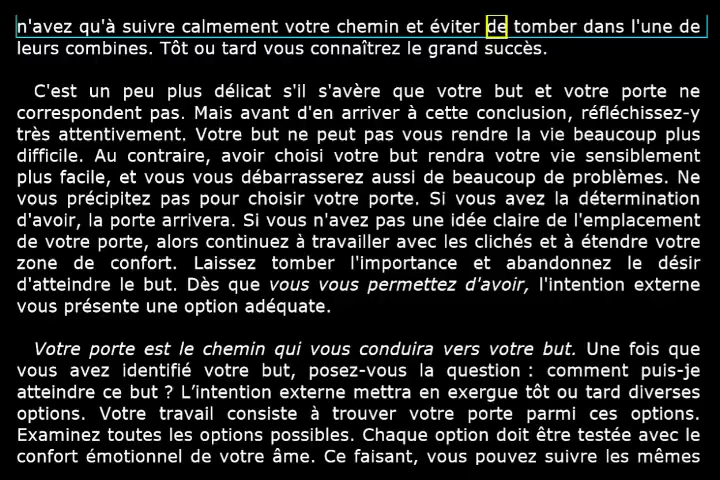 n'avez qu'à suivre calmement votre chemin et éviter de tomber dans l'une de
leurs combines. Tôt ou tard vous connaîtrez le grand succès.
C'est un peu plus délicat s'il s'avère que votre but et votre porte ne
correspondent pas. Mais avant d'en arriver à cette conclusion, réfléchissez-y
très attentivement. Votre but ne peut pas vous rendre la vie beaucoup plus
difficile. Au contraire, avoir choisi votre but rendra votre vie sensiblement
plus facile, et vous vous débarrasserez aussi de beaucoup de problèmes. Ne
vous précipitez pas pour choisir votre porte. Si vous avez la détermination
d'avoir, la porte arrivera. Si vous n'avez pas une idée claire de l'emplacement
de votre porte, alors continuez à travailler avec les clichés et à étendre votre
zone de confort. Laissez tomber l'importance et abandonnez le désir
d'atteindre le but. Dès que vous vous permettez d'avoir, l'intention externe
vous présente une option adéquate.
Votre porte est le chemin qui vous conduira vers votre but. Une fois que
vous avez identifié votre but, posez-vous la question : comment puis-je
atteindre ce but ? L’intention externe mettra en exergue tôt ou tard diverses
options. Votre travail consiste à trouver votre porte parmi ces options.
Examinez toutes les options possibles. Chaque option doit être testée avec le
confort émotionnel de votre âme. Ce faisant, vous pouvez suivre les mêmes